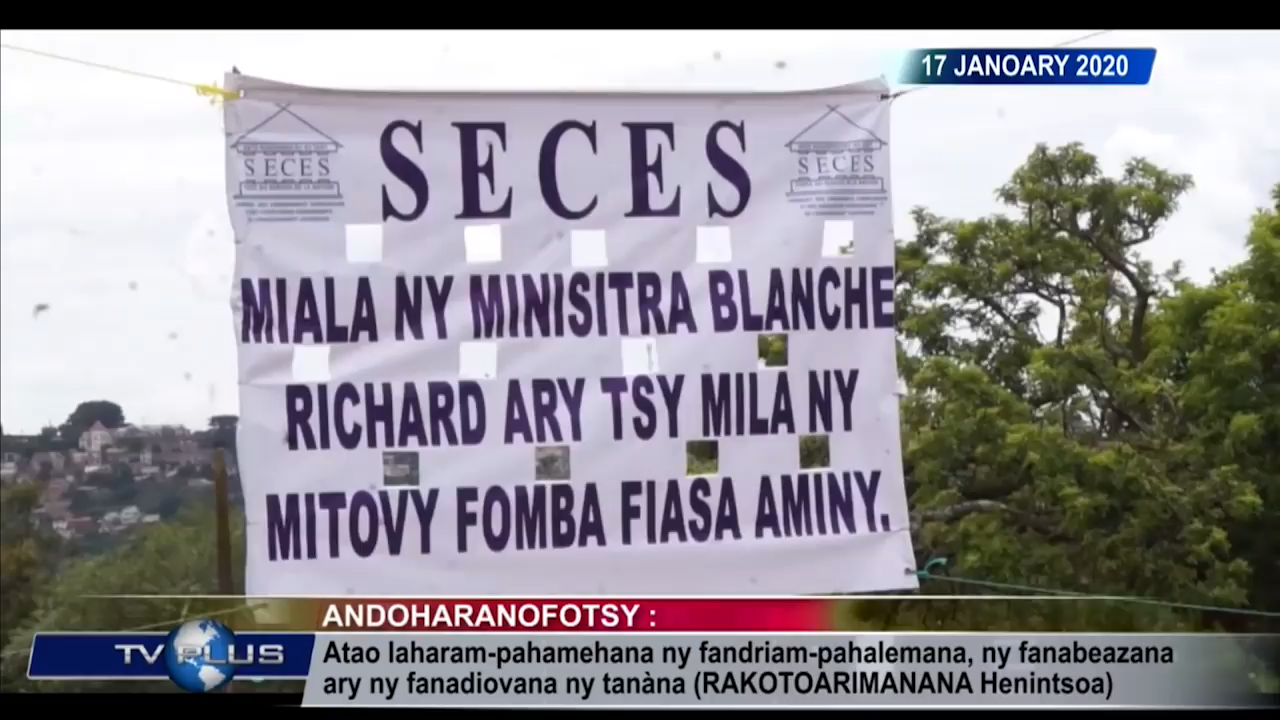 17 JANOARY 2020
SECES
SECES
SECES
MIALA NY MINISITRA BLANCHE
RICHARD ARY TSY MILA NY
MITOVY FOMBA FIASA AMINY.
ANDOHARANOFOTSY :
TV PLUS
Atao laharam-pahamehana ny fandriam-pahalemana, ny fanabeazana
ary ny fanadiovana ny tanàna (RAKOTOARIMANANA Henintsoa)